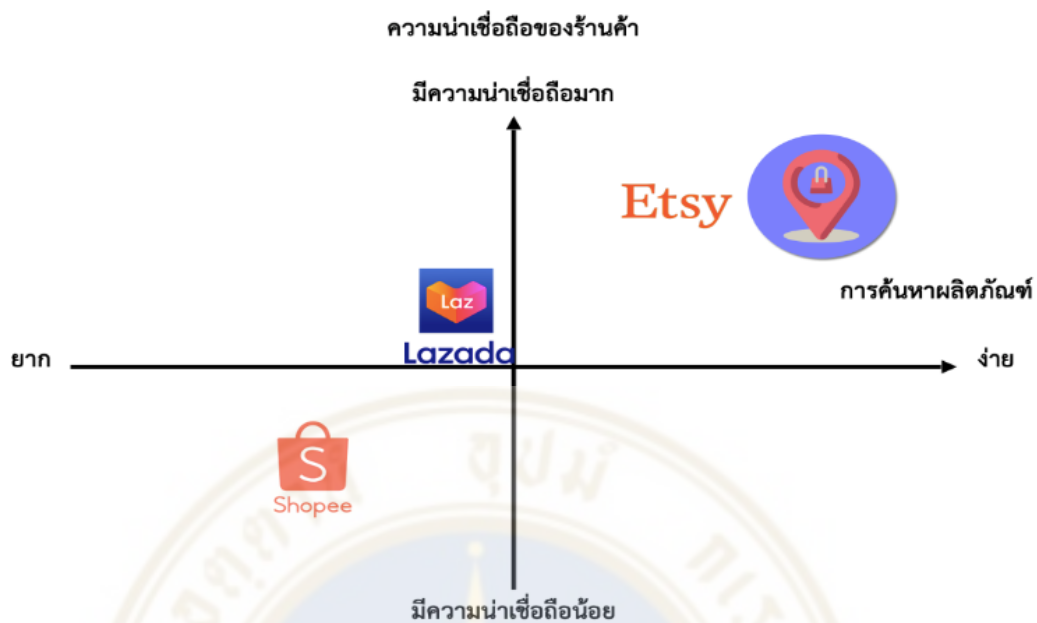 ความน่าเชื่อถือของร้านค้า
มีความน่าเชื่อถือมาก
Etsy
Laz
Lazada
การค้นหาผลิตภัณฑ์
ยาก
ง่าย
S
Shopee
อุปมํ
มีความน่าเชื่อถือน้อย